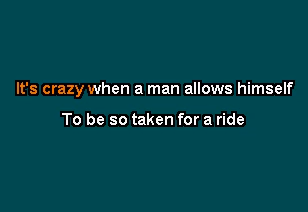 It's crazy when a man allows himself
To be so taken for a ride